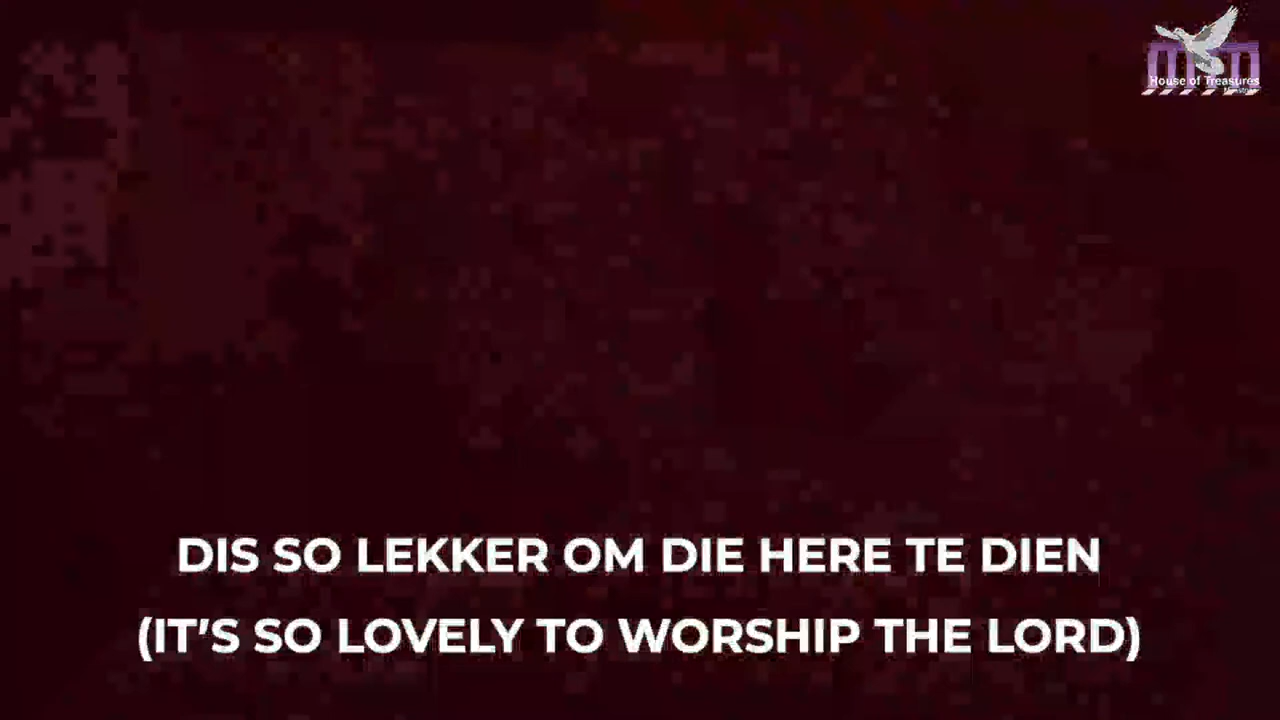 House of Treasures
DIS SO LEKKER OM DIE HERE TE DIEN
(IT'S SO LOVELY TO WORSHIP THE LORD)